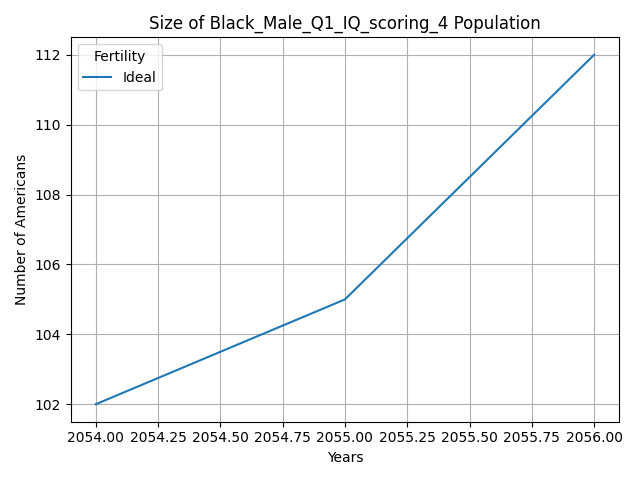 Size of Black_Male_Q1_IQ_scoring_4 Population
Fertility
Ideal
112
110
108
106
104
102
Number of Americans
2054.00 2054.25 2054.50 2054.75 2055.00 2055.25 2055.50 2055.75 2056.00
Years